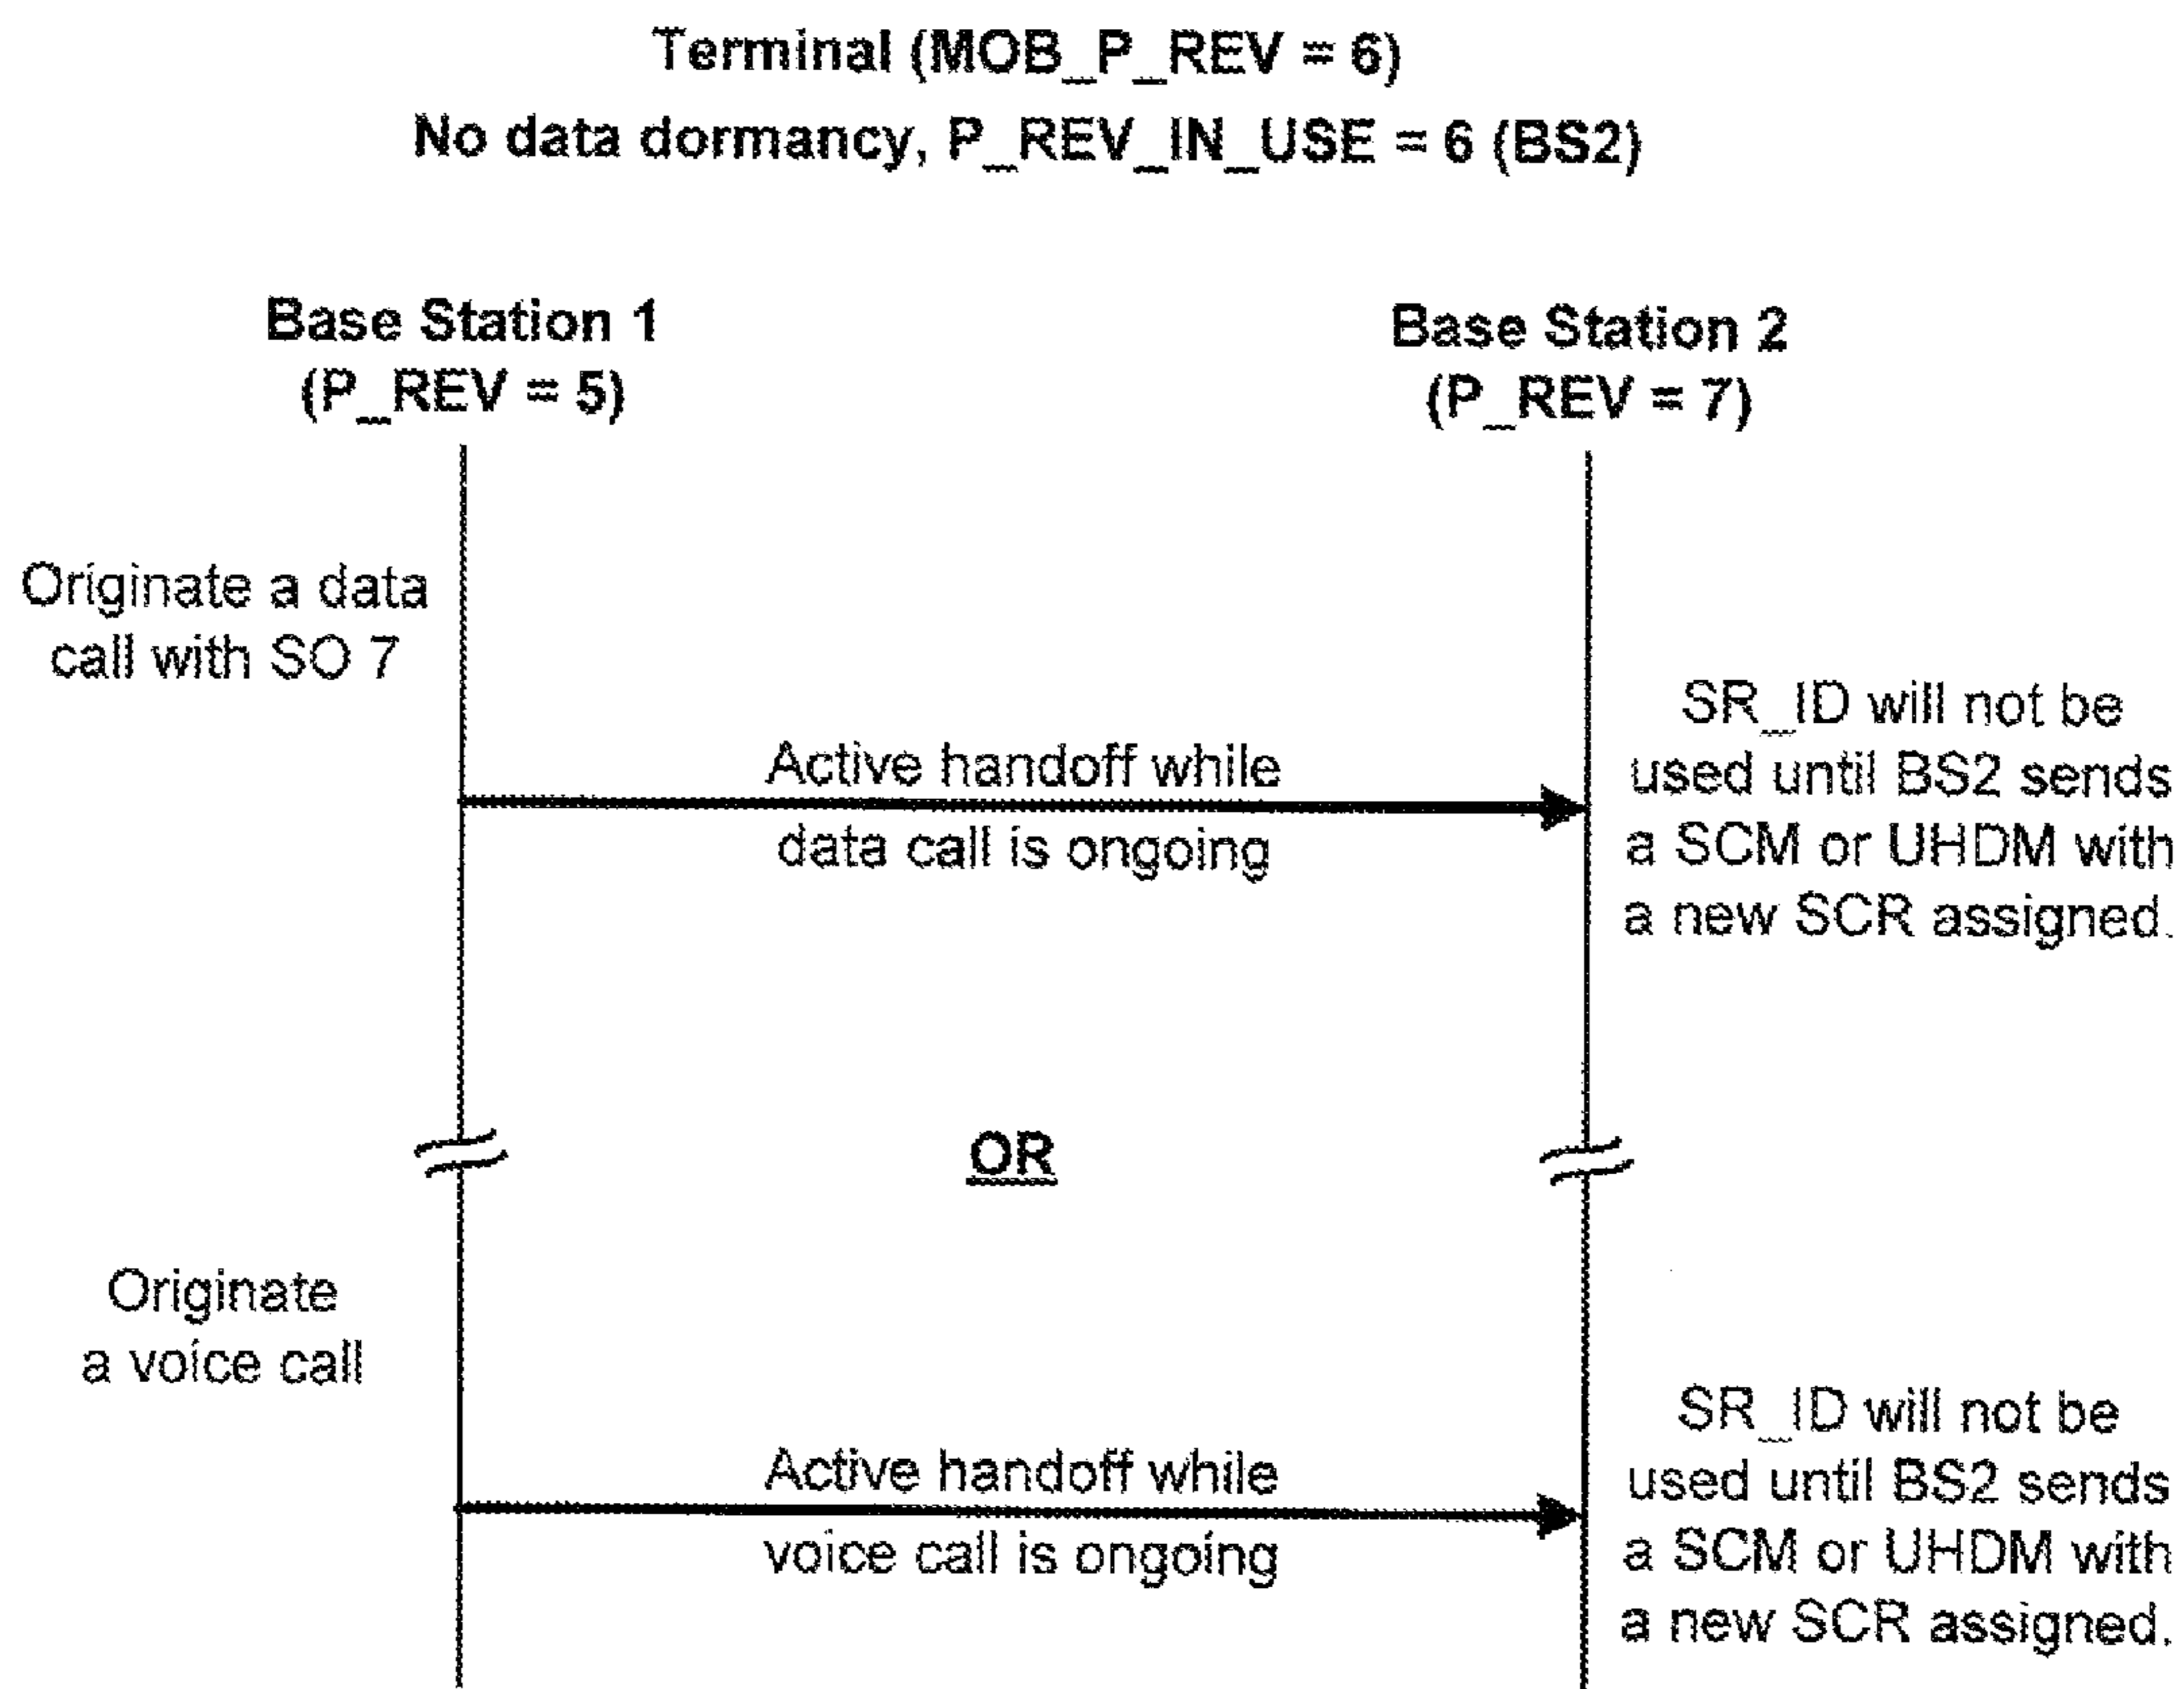 Terminal (MOB_P_REV = 6)
No data dormancy, P_REV_IN_USE = 6 (BS2)
Base Station 1
(P_REV = 5)
Base Station 2
(P_REV = 7)
Originate a data
call with SO 7
Active handoff while
data call is ongoing
SR_ID will not be
used until BS2 sends
a SCM or UHDM with
a new SCR assigned.
OR
Originate
a voice call
Active handoff while
voice call is ongoing
SR_ID will not be
used until BS2 sends
a SCM or UHDM with
a new SCR assigned.